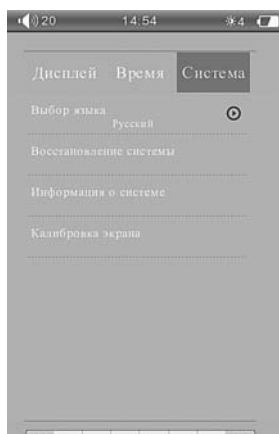 20 14:54 4
Дисплей Время Система
Выбор языка
Русский
Восстановление системы
Информация о системе
Калибровка экрана